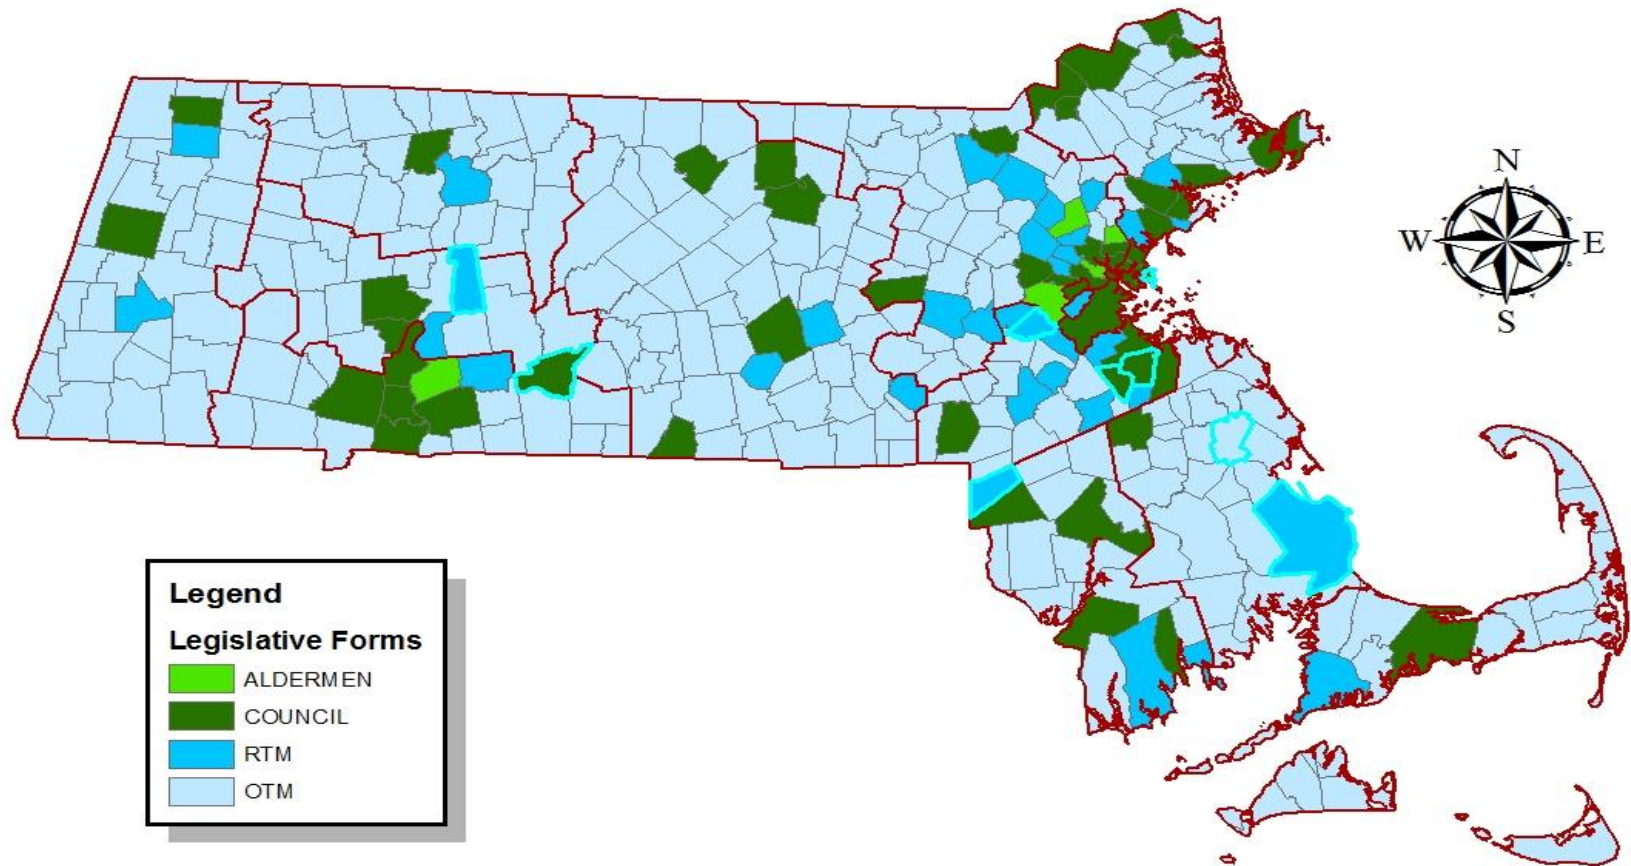 N
W
E
S
Legend
Legislative Forms
ALDERMEN
COUNCIL
RTM
OTM